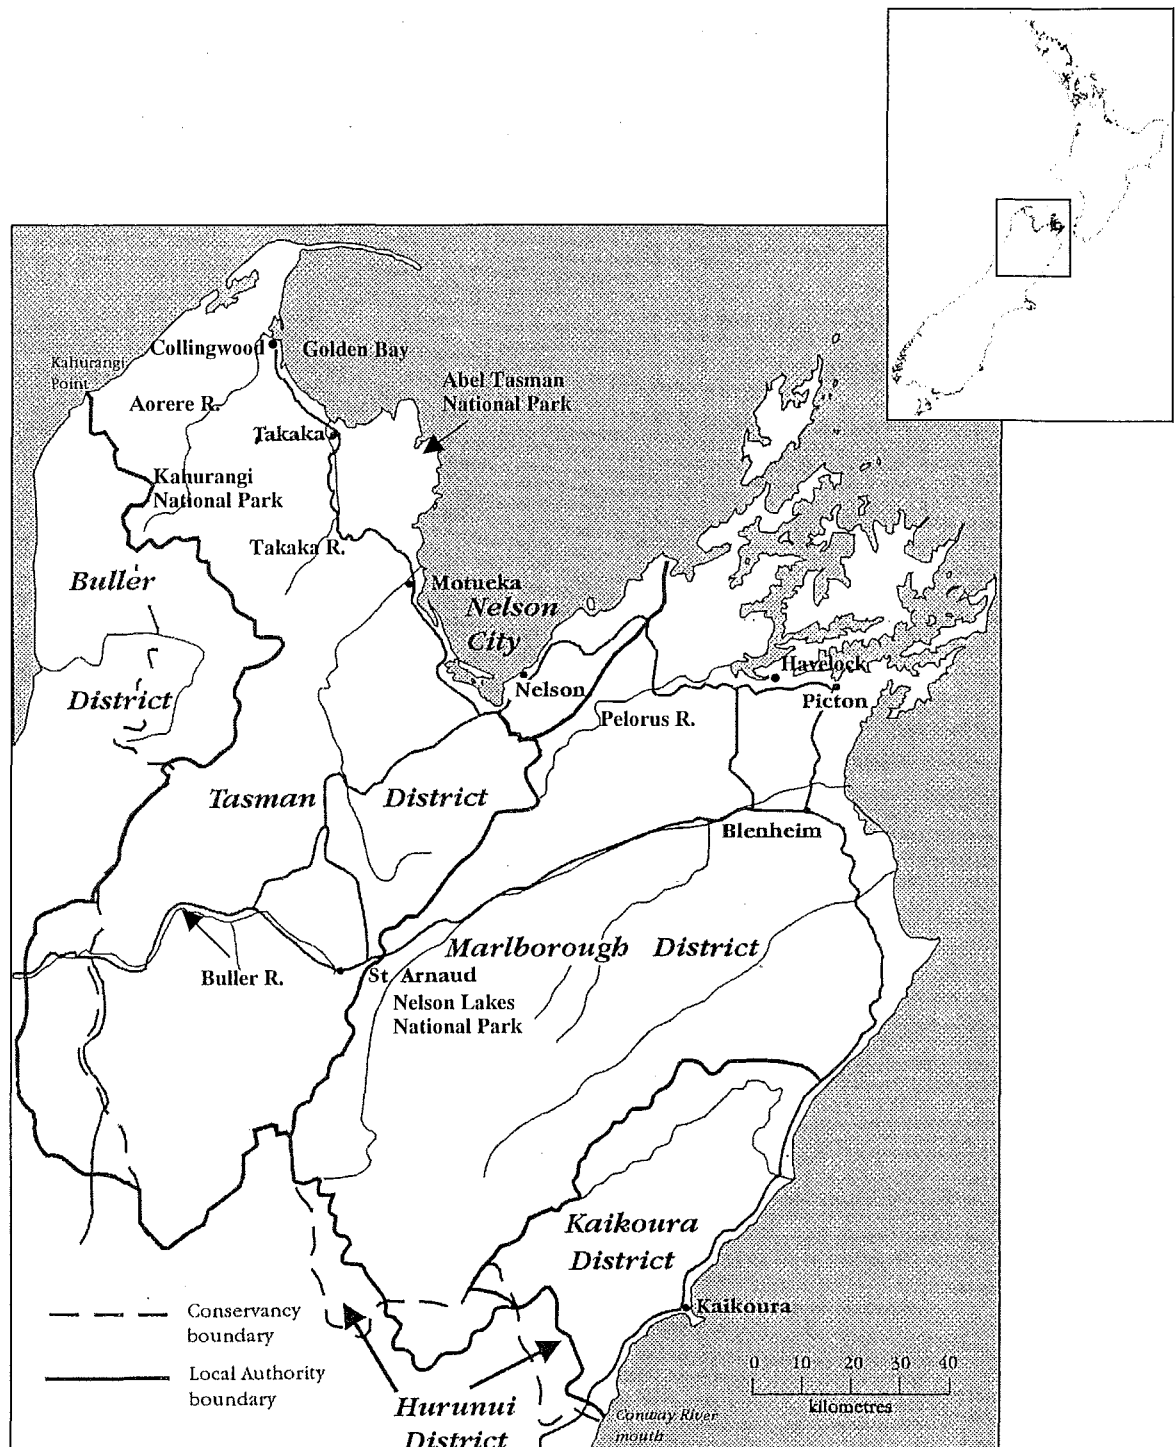 Kahurangi
Point
Collingwood
Golden Bay
Abel Tasman
National Park
Aorere R.
Takaka
Kahurangi
National Park
Takaka R.
Buller
District
Motueka
Nelson
City
Nelson
Havelock
Picton
Pelorus R.
Tasman District
Blenheim
Marlborough District
Buller R.
St. Arnaud
Nelson Lakes
National Park
Kaikoura
District
Kaikoura
Conservancy
boundary
Local Authority
boundary
0 10 20 30 40
kilometres
Hurunui
District
Conway River
mouth